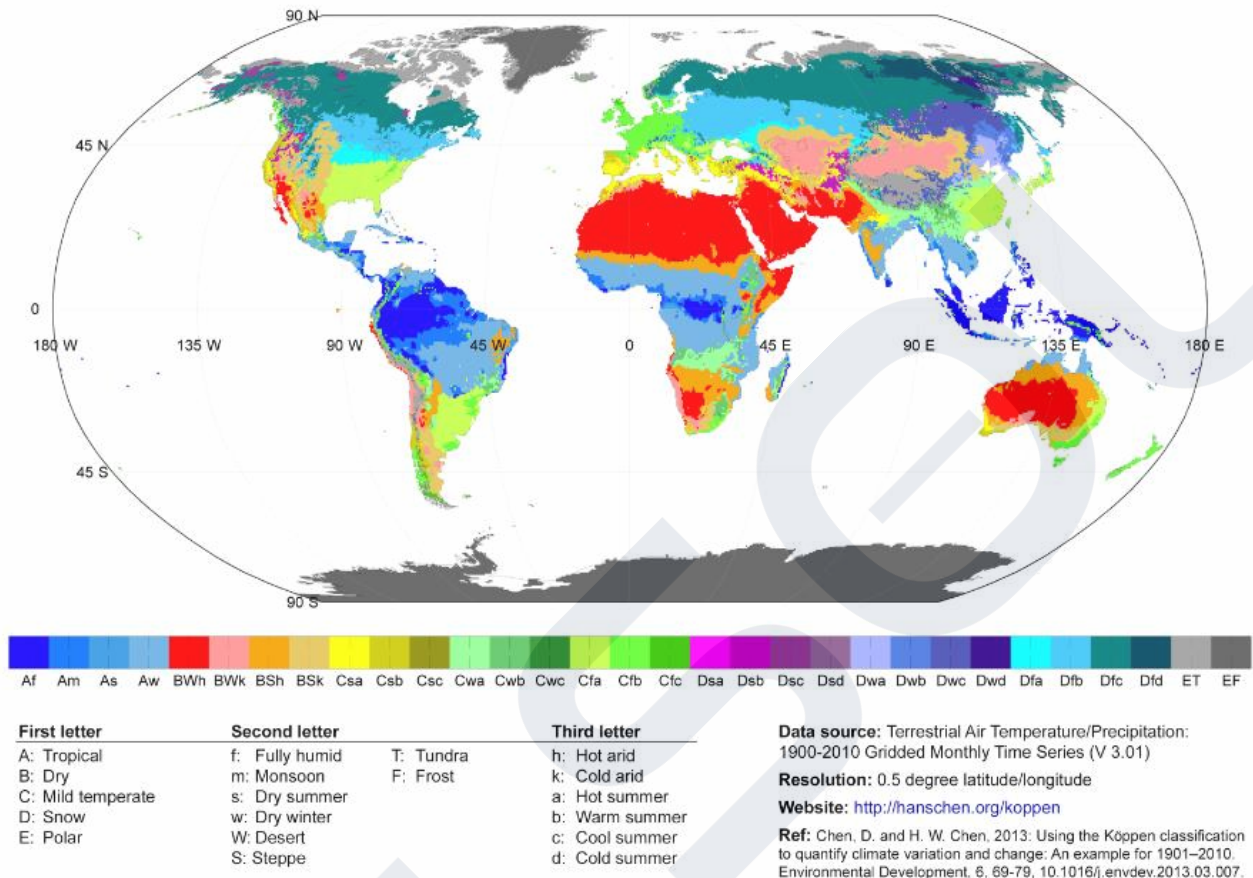 90 N
45 N
0
180 W 135 W 90 W 45 W 0 45 E 90 E 135 E 180 E
45 S
90 S
Af Am As Aw BWh BWk BSh BSk Csa Csb Csc Cwa Cwb Cwc Cfa Cfb Cfc Dsa Dsb Dsc Dsd Dwa Dwb Dwc Dwd Dfa Dfb Dfc Dfd ET EF
First letter
A: Tropical
B: Dry
C: Mild temperate
D: Snow
E: Polar
Second letter
f: Fully humid
m: Monsoon
s: Dry summer
w: Dry winter
W: Desert
S: Steppe
T: Tundra
F: Frost
Third letter
h: Hot arid
k: Cold arid
a: Hot summer
b: Warm summer
c: Cool summer
d: Cold summer
Data source: Terrestrial Air Temperature/Precipitation:
1900-2010 Gridded Monthly Time Series (V 3.01)
Resolution: 0.5 degree latitude/longitude
Website: http://hanschen.org/koppen
Ref: Chen, D. and H. W. Chen, 2013: Using the Köppen classification
to quantify climate variation and change: An example for 1901–2010.
Environmental Development, 6, 69-79, 10.1016/j.envdev.2013.03.007.